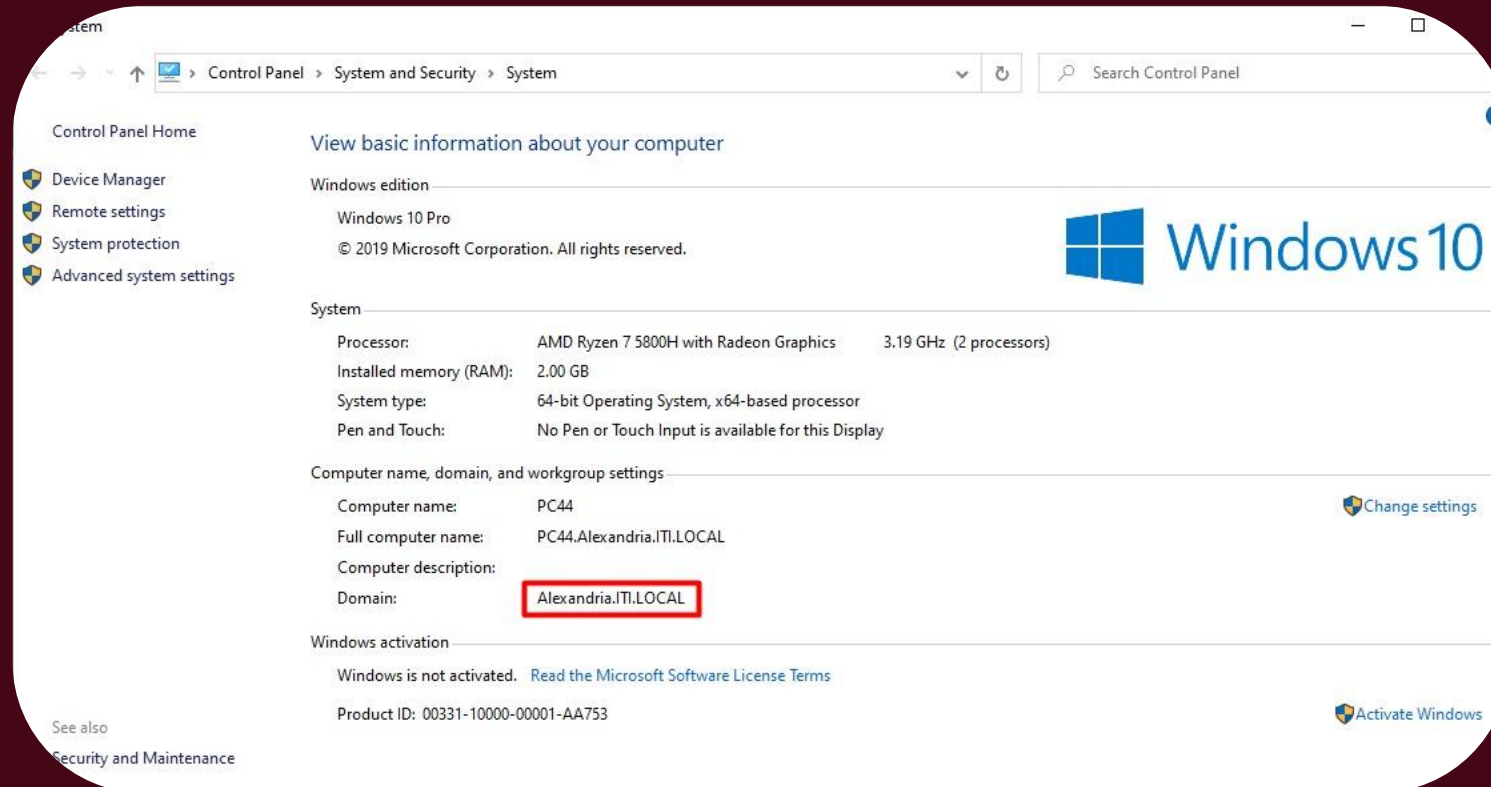 Control Panel > System and Security > System
Search Control Panel
Control Panel Home
Device Manager
Remote settings
System protection
Advanced system settings
See also
Security and Maintenance
View basic information about your computer
Windows edition
Windows 10 Pro
© 2019 Microsoft Corporation. All rights reserved.
Windows 10
System
Processor: AMD Ryzen 7 5800H with Radeon Graphics 3.19 GHz (2 processors)
Installed memory (RAM): 2.00 GB
System type: 64-bit Operating System, x64-based processor
Pen and Touch: No Pen or Touch Input is available for this Display
Computer name, domain, and workgroup settings
Computer name: PC44
Change settings
Full computer name: PC44.Alexandria.ITI.LOCAL
Computer description:
Domain: Alexandria.ITI.LOCAL
Windows activation
Windows is not activated. Read the Microsoft Software License Terms
Product ID: 00331-10000-00001-AA753
Activate Windows